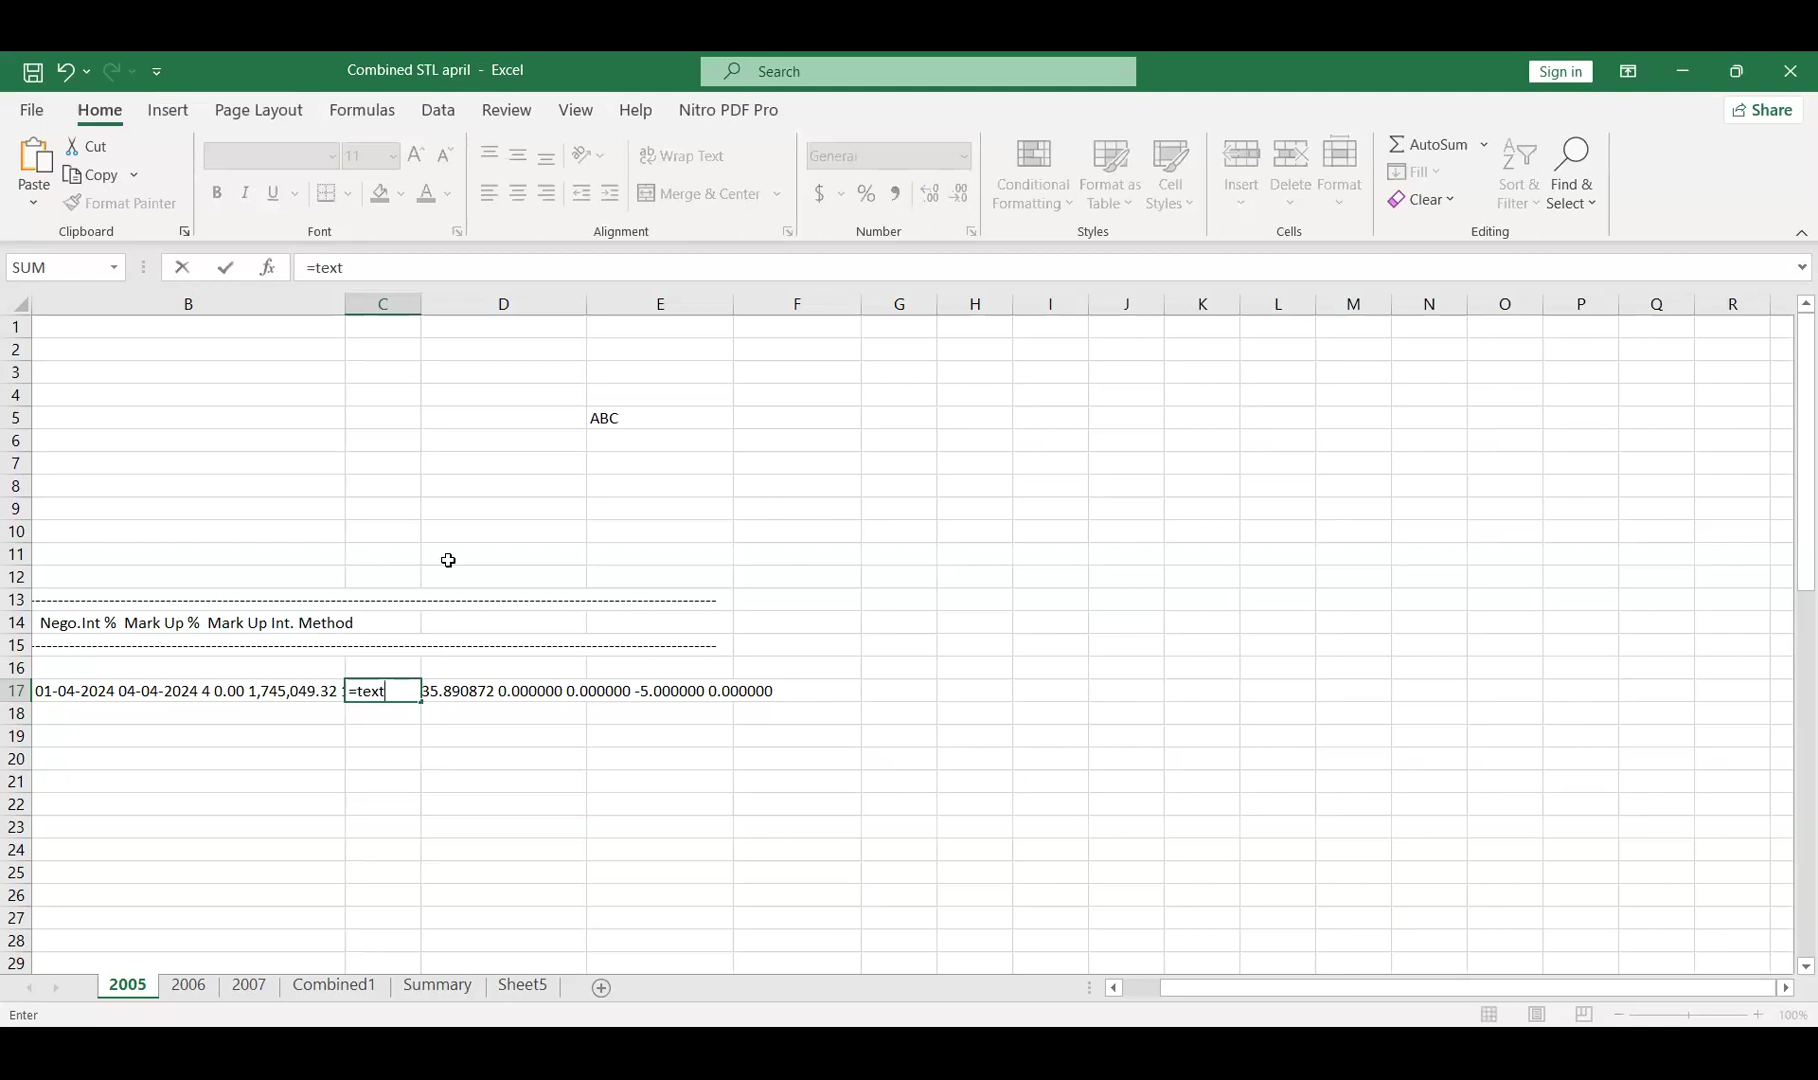 Combined STL april - Excel
Search
Sign in
File Home Insert Page Layout Formulas Data Review View Help Nitro PDF Pro
Share
Paste
Cut
Copy
Format Painter
Clipboard
11
B I U
Font
Wrap Text
Merge & Center
Alignment
General
$ % ,
Number
Conditional Formatting
Format as Table
Cell Styles
Styles
Insert Delete Format
Cells
AutoSum
Fill
Clear
Sort & Filter
Find & Select
Editing
SUM
=text
B C D E F G H I J K L M N O P Q R
1
2
3
4
5 ABC
6
7
8
9
10
11
12
13 ------------------------------------------------------------------------------------------------
14 Nego.Int % Mark Up % Mark Up Int. Method
15 ------------------------------------------------------------------------------------------------
16
17 01-04-2024 04-04-2024 4 0.00 1,745,049.32 =text 35.890872 0.000000 0.000000 -5.000000 0.000000
18
19
20
21
22
23
24
25
26
27
28
29
2005 2006 2007 Combined1 Summary Sheet5
Enter
100%